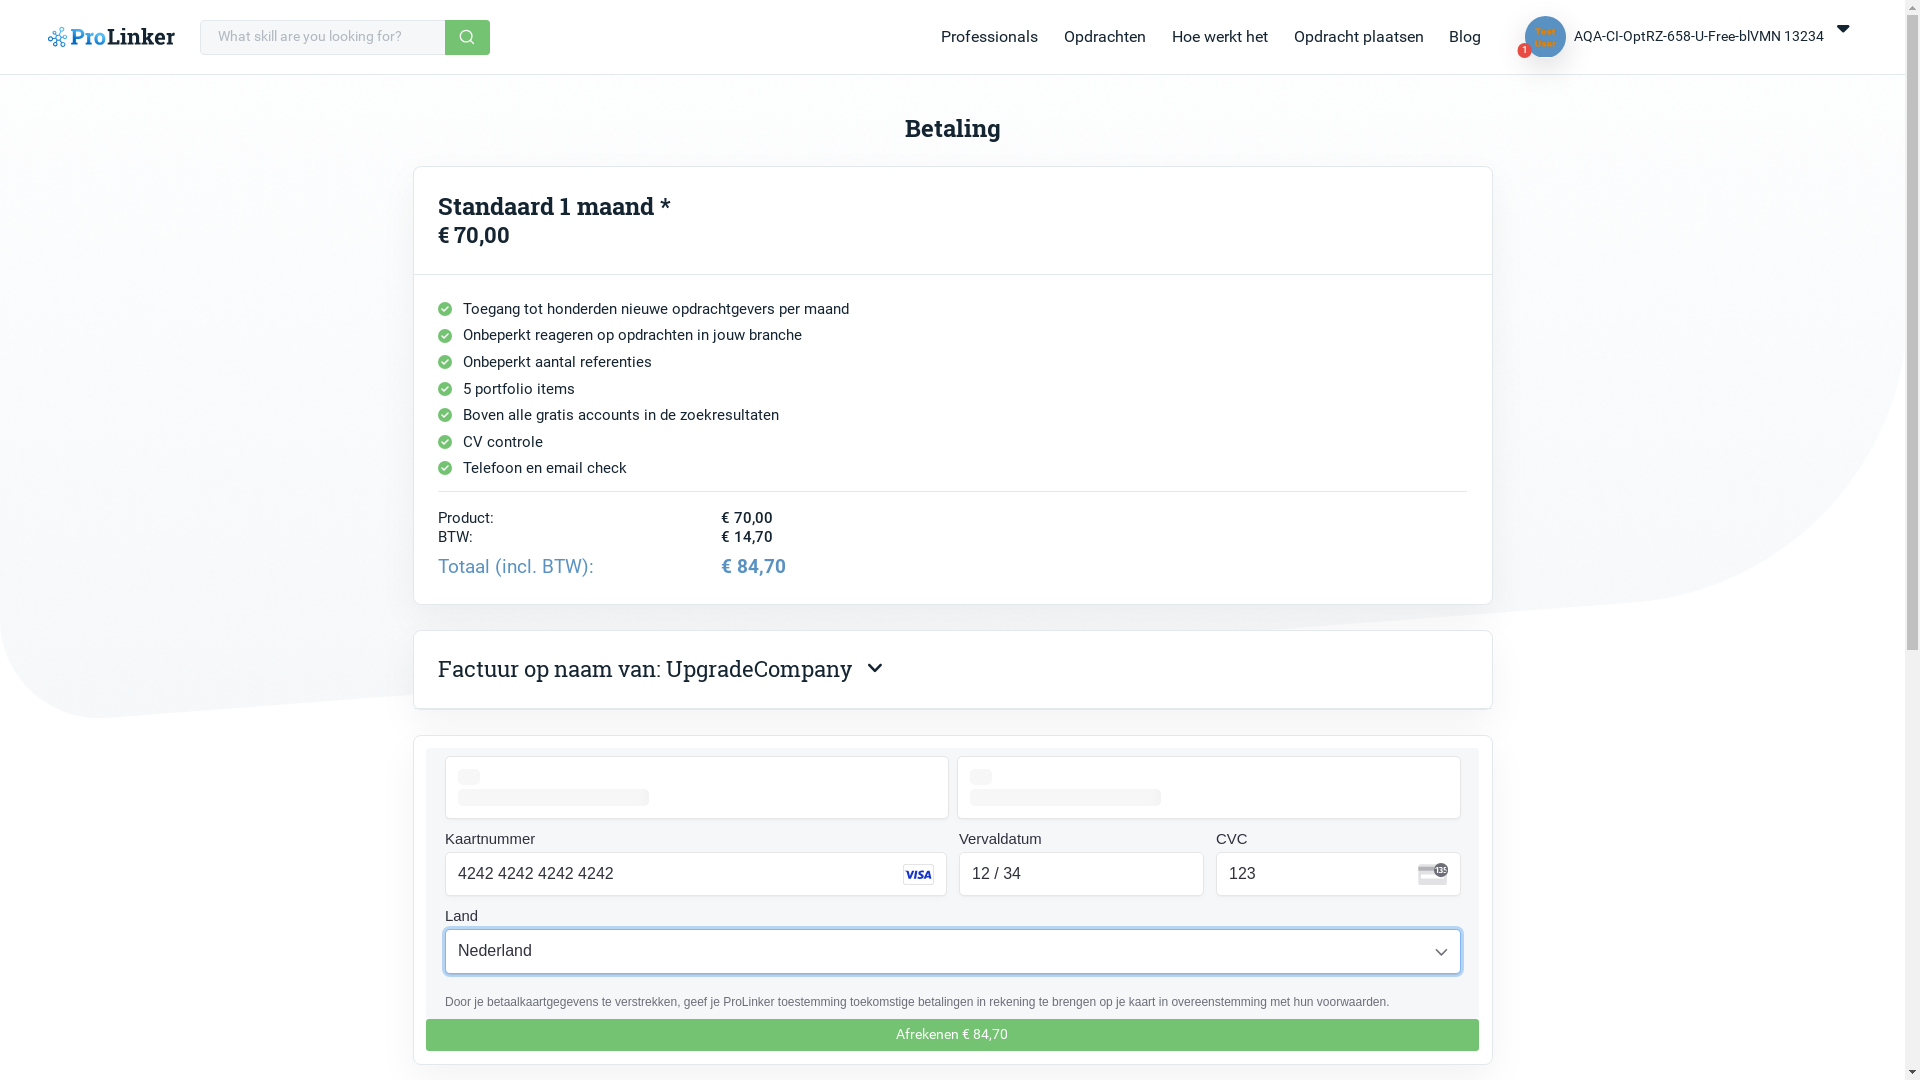 ProLinker
What skill are you looking for?
Professionals
Opdrachten
Hoe werkt het
Opdracht plaatsen
Blog
Test
User
1
AQA-CI-OptRZ-658-U-Free-blVMN 13234
Betaling
Standaard 1 maand *
€ 70,00
Toegang tot honderden nieuwe opdrachtgevers per maand
Onbeperkt reageren op opdrachten in jouw branche
Onbeperkt aantal referenties
5 portfolio items
Boven alle gratis accounts in de zoekresultaten
CV controle
Telefoon en email check
Product: € 70,00
BTW: € 14,70
Totaal (incl. BTW): € 84,70
Factuur op naam van: UpgradeCompany
Kaartnummer Vervaldatum CVC
4242 4242 4242 4242 VISA 12 / 34 123 135
Land
Nederland
Door je betaalkaartgegevens te verstrekken, geef je ProLinker toestemming toekomstige betalingen in rekening te brengen op je kaart in overeenstemming met hun voorwaarden.
Afrekenen € 84,70